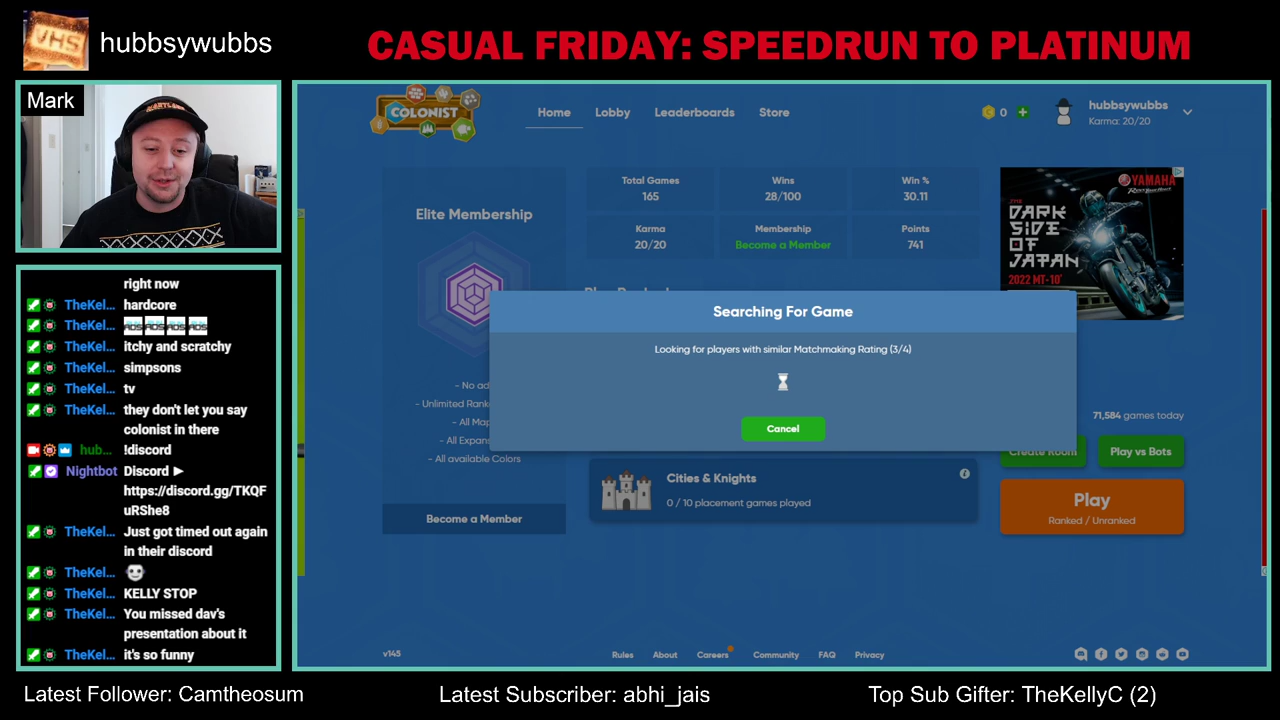 VHS
hubbsywubbs
CASUAL FRIDAY: SPEEDRUN TO PLATINUM
Mark
right now
TheKel... hardcore
TheKel...
TheKel... itchy and scratchy
TheKel... simpsons
TheKel... tv
TheKel... they don't let you say
colonist in there
hub... !discord
Nightbot Discord ▶
https://discord.gg/TKQF
uRShe8
TheKel... Just got timed out again
in their discord
TheKel...
TheKel... KELLY STOP
TheKel... You missed dav's
presentation about it
TheKel... it's so funny
COLONIST
Home Lobby Leaderboards Store
0
hubbsywubbs
Karma: 20/20
Elite Membership
- No ad
- Unlimited Rank
- All Map
- All Expan
- All available Colors
Become a Member
Total Games
165
Wins
28/100
Win %
30.11
Karma
20/20
Membership
Become a Member
Points
741
Searching For Game
Looking for players with similar Matchmaking Rating (3/4)
Cancel
Cities & Knights
0 / 10 placement games played
YAMAHA
THE
DARK
SIDE
OF
JAPAN
2022 MT-10
71,584 games today
Create Room
Play vs Bots
Play
Ranked / Unranked
v145
Rules About Careers Community FAQ Privacy
Latest Follower: Camtheosum
Latest Subscriber: abhi_jais
Top Sub Gifter: TheKellyC (2)